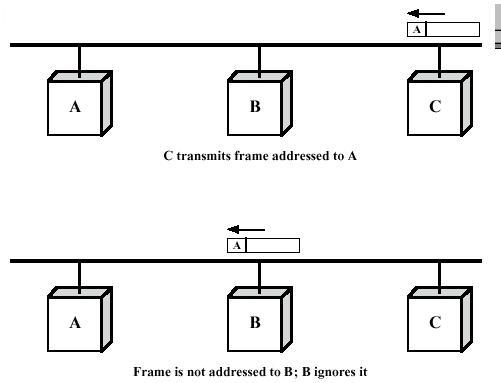 A
A B C
C transmits frame addressed to A
A
A B C
Frame is not addressed to B; B ignores it